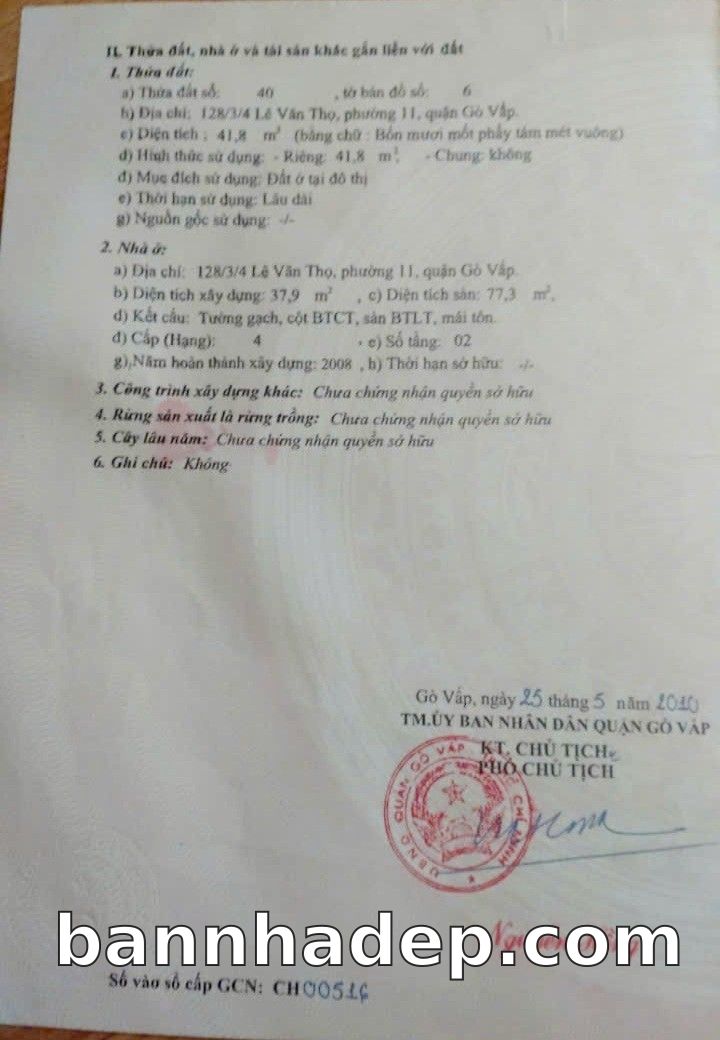 II. Thửa đất, nhà ở và tài sản khác gắn liền với đất
1. Thửa đất:
a) Thửa đất số: 40 , tờ bản đồ số: 6
b) Địa chỉ: 128/3/4 Lê Văn Thọ, phường 11, quận Gò Vấp.
c) Diện tích : 41,8 m² (bằng chữ : Bốn mươi mốt phẩy tám mét vuông)
d) Hình thức sử dụng: - Riêng: 41,8 m², - Chung: không
đ) Mục đích sử dụng: Đất ở tại đô thị
e) Thời hạn sử dụng: Lâu dài
g) Nguồn gốc sử dụng: -/-
2. Nhà ở:
a) Địa chỉ: 128/3/4 Lê Văn Thọ, phường 11, quận Gò Vấp.
b) Diện tích xây dựng: 37,9 m² , c) Diện tích sàn: 77,3 m²,
d) Kết cấu: Tường gạch, cột BTCT, sàn BTLT, mái tôn.
đ) Cấp (Hạng): 4 , e) Số tầng: 02
g) Năm hoàn thành xây dựng: 2008 , h) Thời hạn sở hữu: -/-
3. Công trình xây dựng khác: Chưa chứng nhận quyền sở hữu
4. Rừng sản xuất là rừng trồng: Chưa chứng nhận quyền sở hữu
5. Cây lâu năm: Chưa chứng nhận quyền sở hữu
6. Ghi chú: Không
Gò Vấp, ngày 25 tháng 5 năm 2010
TM.ỦY BAN NHÂN DÂN QUẬN GÒ VẤP
KT. CHỦ TỊCH
PHÓ CHỦ TỊCH
U.B.N.D QUẬN GÒ VẤP
bannhadep.com
Số vào sổ cấp GCN: CH00516